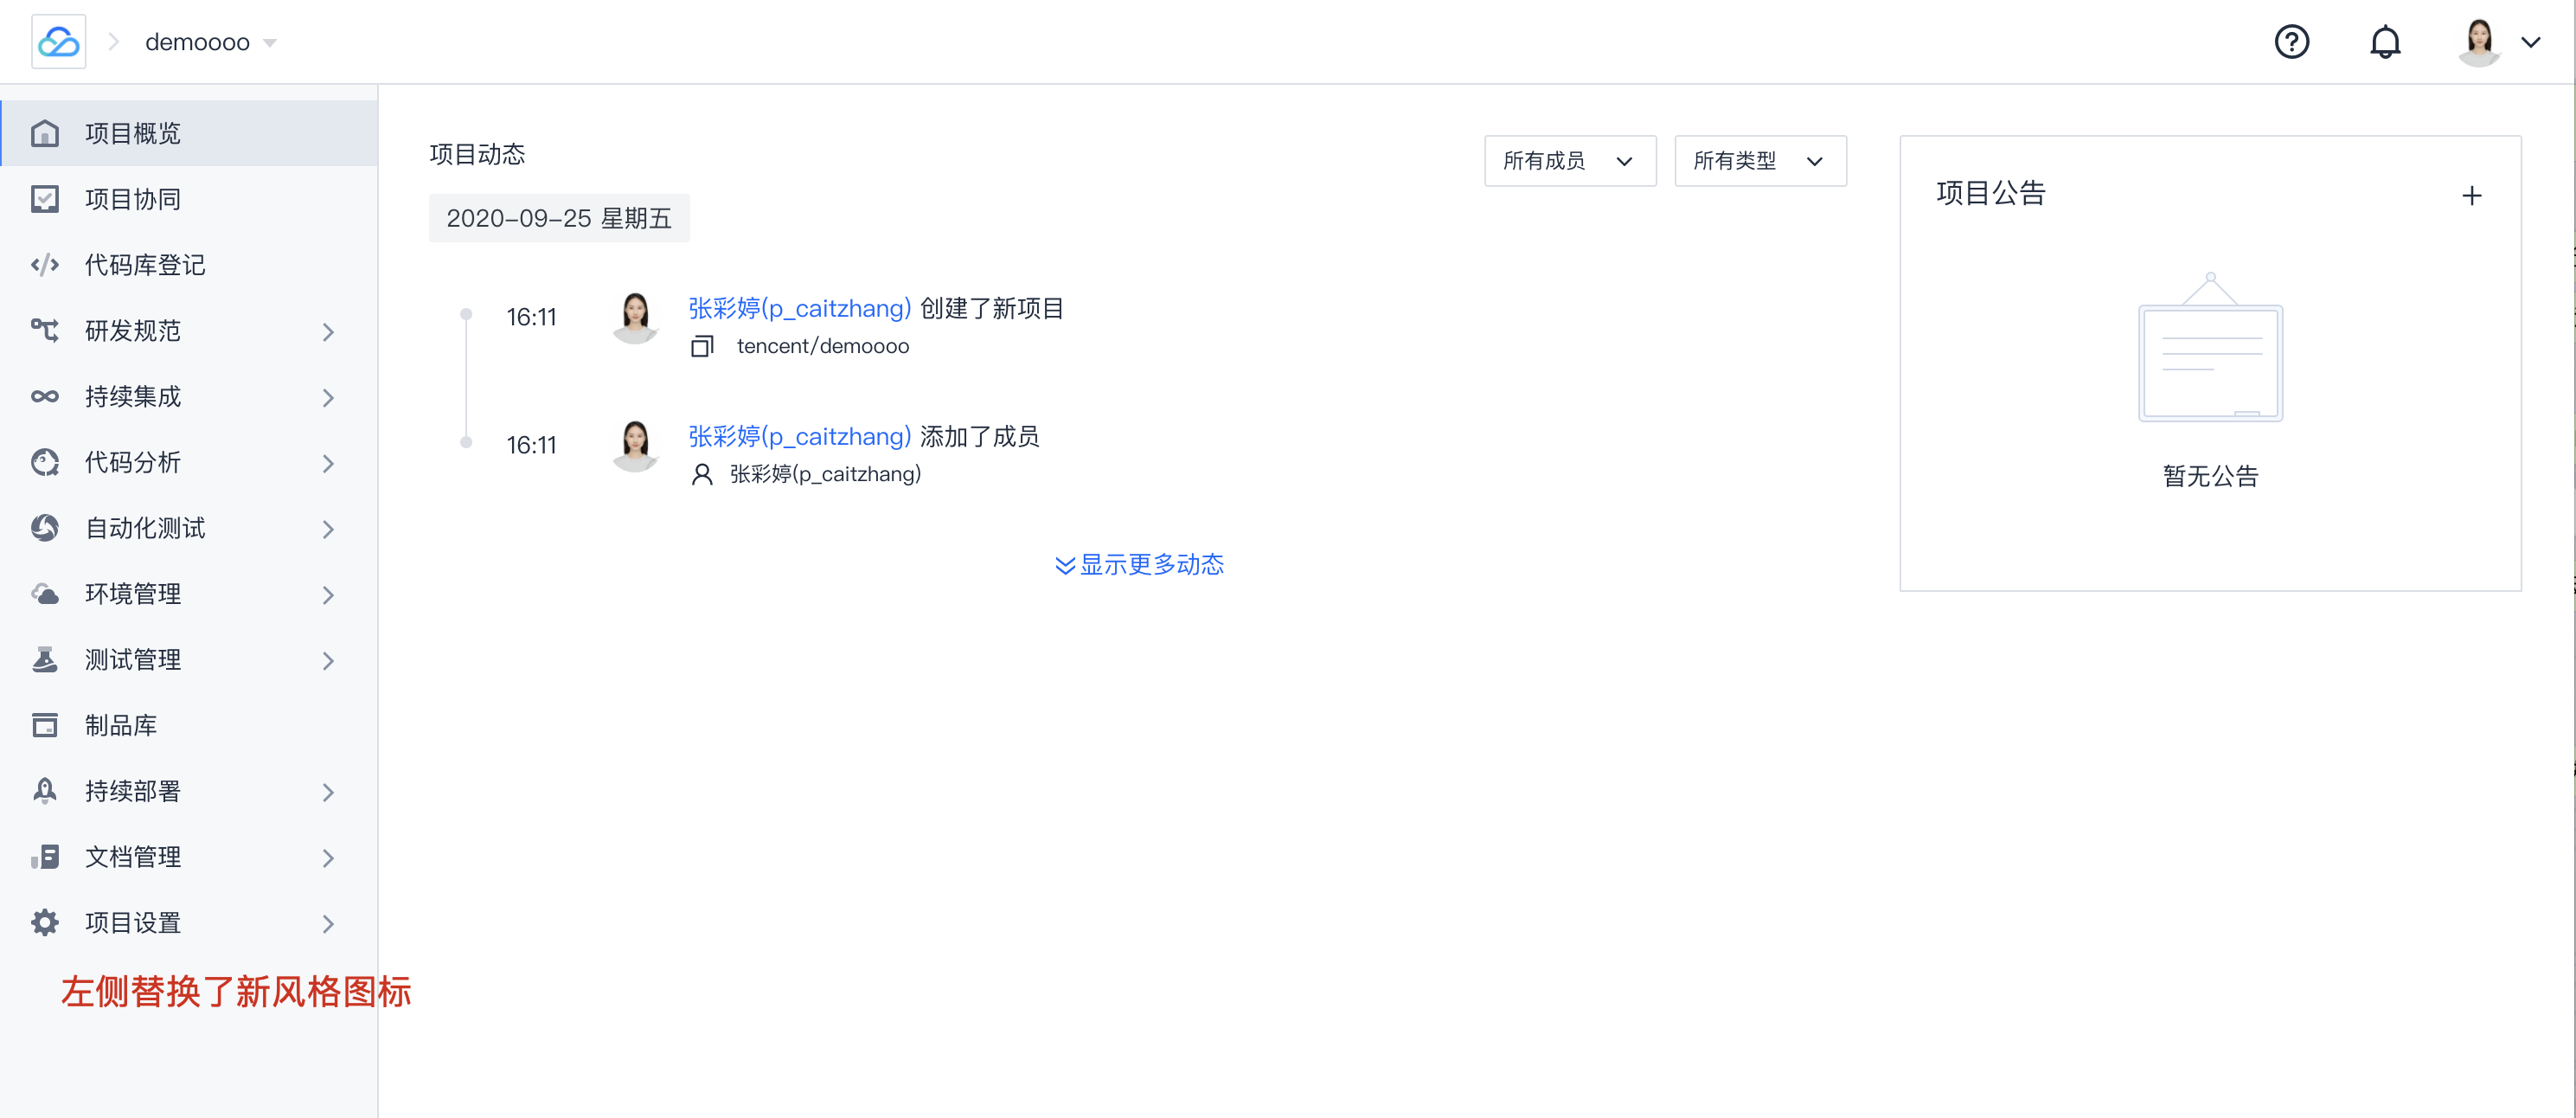 demoooo
项目概览
项目协同
代码库登记
研发规范
持续集成
代码分析
自动化测试
环境管理
测试管理
制品库
持续部署
文档管理
项目设置
左侧替换了新风格图标
项目动态
所有成员
所有类型
2020-09-25 星期五
16:11
张彩婷(p_caitzhang) 创建了新项目
tencent/demoooo
16:11
张彩婷(p_caitzhang) 添加了成员
张彩婷(p_caitzhang)
显示更多动态
项目公告
暂无公告